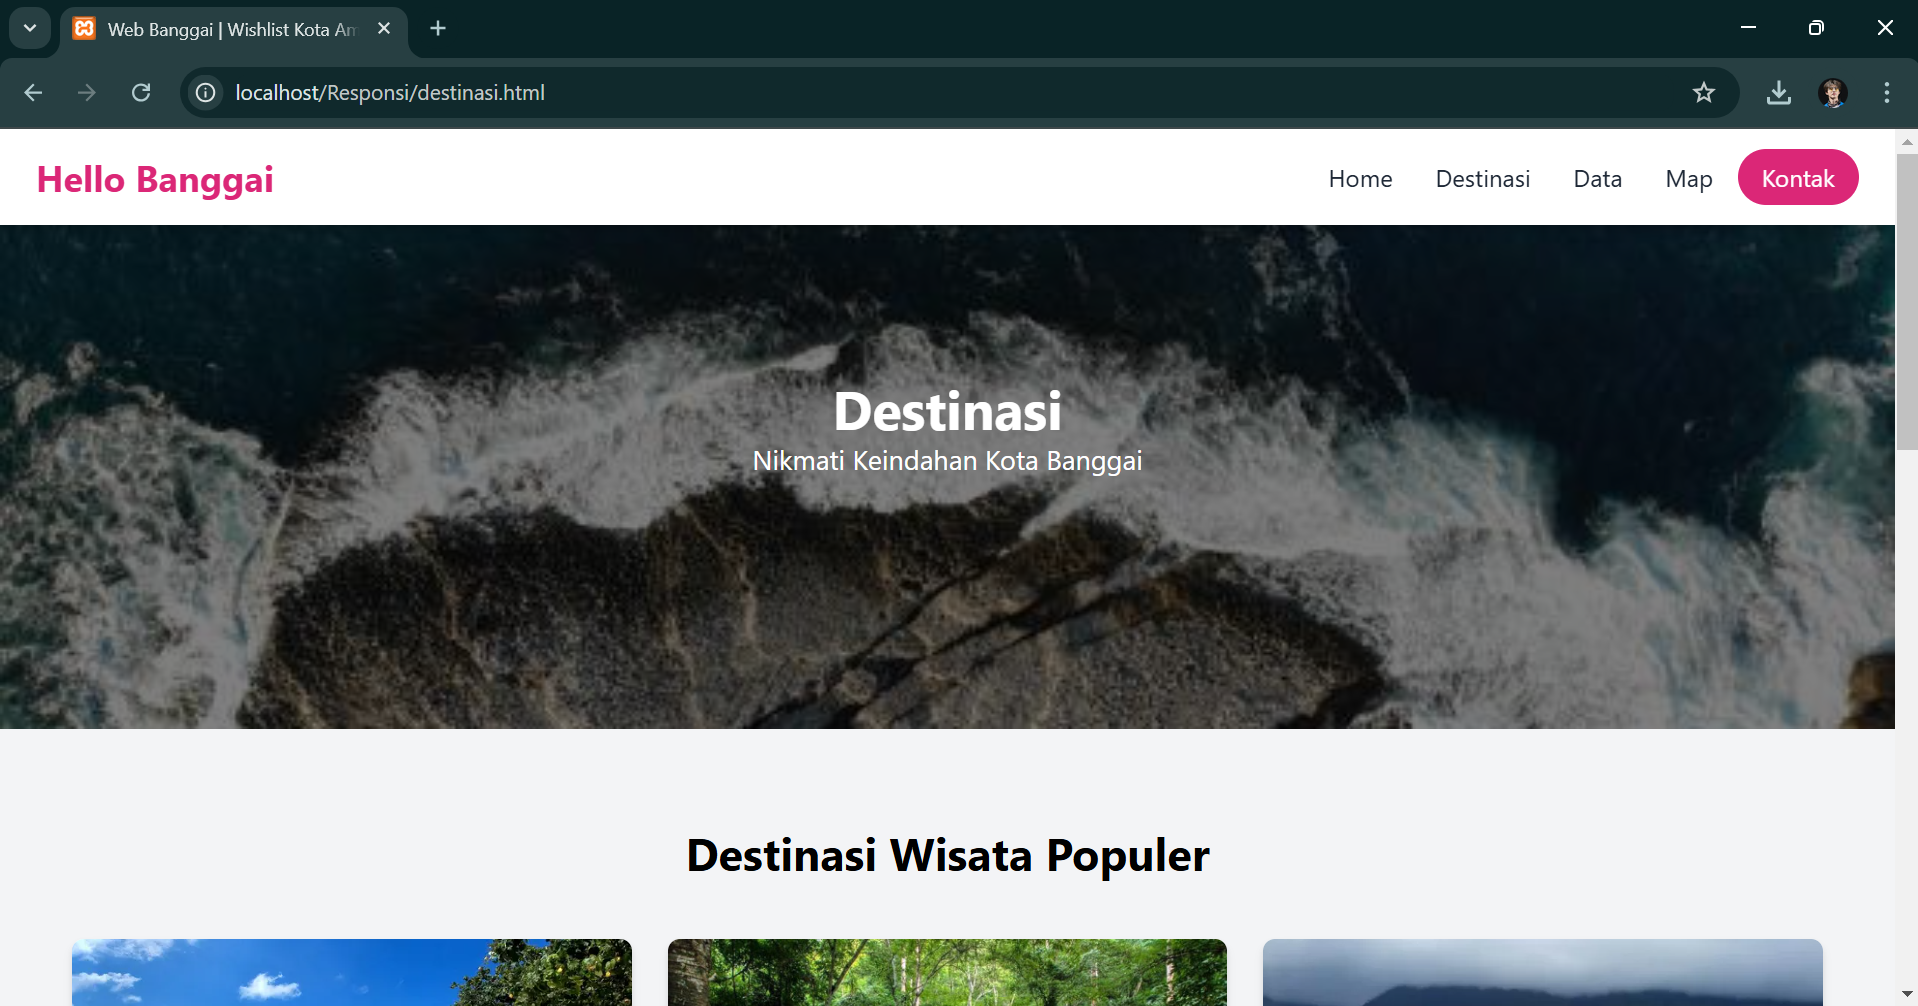 Web Banggai | Wishlist Kota Am
localhost/Responsi/destinasi.html
Hello Banggai
Home
Destinasi
Data
Map
Kontak
Destinasi
Nikmati Keindahan Kota Banggai
Destinasi Wisata Populer